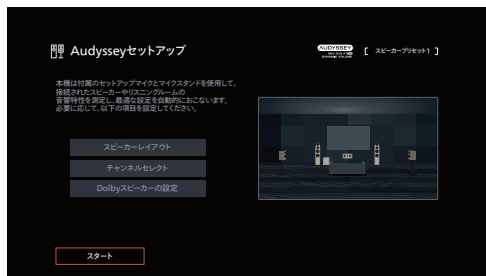 Audysseyセットアップ
AUDYSSEY
MULTEQ XT32
DYNAMIC VOLUME
[ スピーカープリセット1 ]
本機は付属のセットアップマイクとマイクスタンドを使用して、
接続されたスピーカーやリスニングルームの
音響特性を測定し、最適な設定を自動的におこないます。
必要に応じて、以下の項目を設定してください。
スピーカーレイアウト
チャンネルセレクト
Dolbyスピーカーの設定
スタート